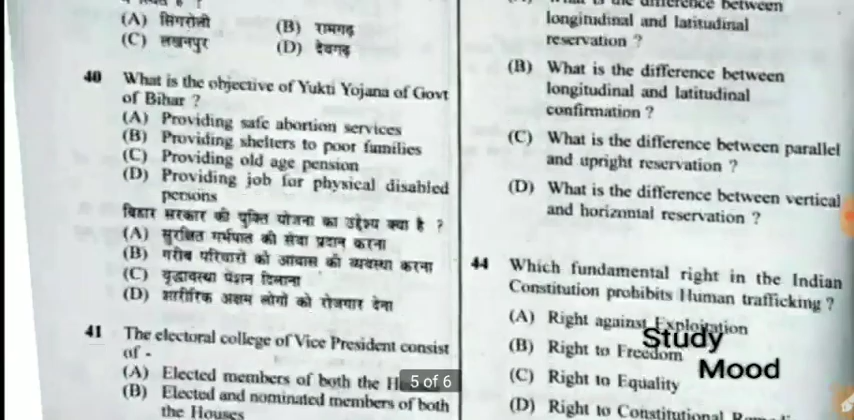 (A) सिंगरोली
(B) रामगढ़
(C) लखनपुर
(D) देवगढ़
40 What is the objective of Yukti Yojana of Govt
of Bihar ?
(A) Providing safe abortion services
(B) Providing shelters to poor families
(C) Providing old age pension
(D) Providing job for physical disabled
persons
बिहार सरकार की युक्ति योजना का उद्देश्य क्या है ?
(A) सुरक्षित गर्भपात की सेवा प्रदान करना
(B) गरीब परिवारों को आवास की व्यवस्था करना
(C) वृद्धावस्था पेंशन दिलाना
(D) शारीरिक अक्षम लोगों को रोजगार देना
41 The electoral college of Vice President consist
of -
(A) Elected members of both the H
(B) Elected and nominated members of both
the Houses
5 of 6
What is the difference between
longitudinal and latitudinal
reservation ?
(B) What is the difference between
longitudinal and latitudinal
confirmation ?
(C) What is the difference between parallel
and upright reservation ?
(D) What is the difference between vertical
and horizontal reservation ?
44 Which fundamental right in the Indian
Constitution prohibits Human trafficking ?
(A) Right against Exploitation
(B) Right to Freedom
(C) Right to Equality
(D) Right to Constitutional
Study
Mood